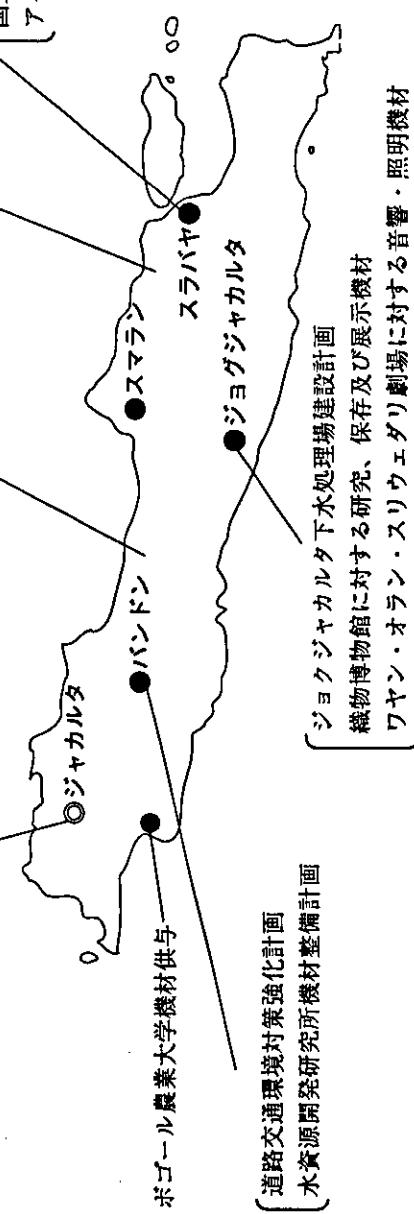 ジャカルタ
スマラン
スラバヤ
バンドン
ジョグジャカルタ
ボゴール農業大学機材供与
道路交通環境対策強化計画
水資源開発研究所機材整備計画
ジョクジャカルタ下水処理場建設計画
織物博物館に対する研究、保存及び展示機材
ワヤン・オラン・スリウェダリ劇場に対する音響・照明機材